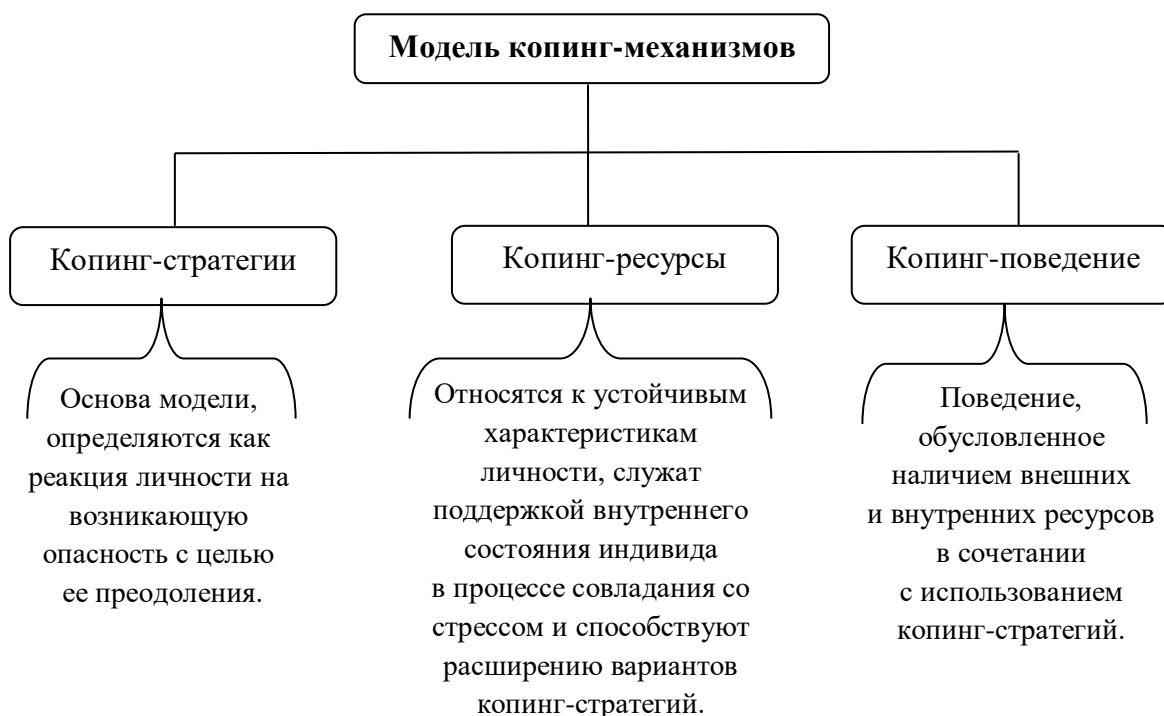 Модель копинг-механизмов
Копинг-стратегии
Основа модели,
определяются как
реакция личности на
возникающую
опасность с целью
ее преодоления.
Копинг-ресурсы
Относятся к устойчивым
характеристикам
личности, служат
поддержкой внутреннего
состояния индивида
в процессе совладания со
стрессом и способствуют
расширению вариантов
копинг-стратегий.
Копинг-поведение
Поведение,
обусловленное
наличием внешних
и внутренних ресурсов
в сочетании
с использованием
копинг-стратегий.